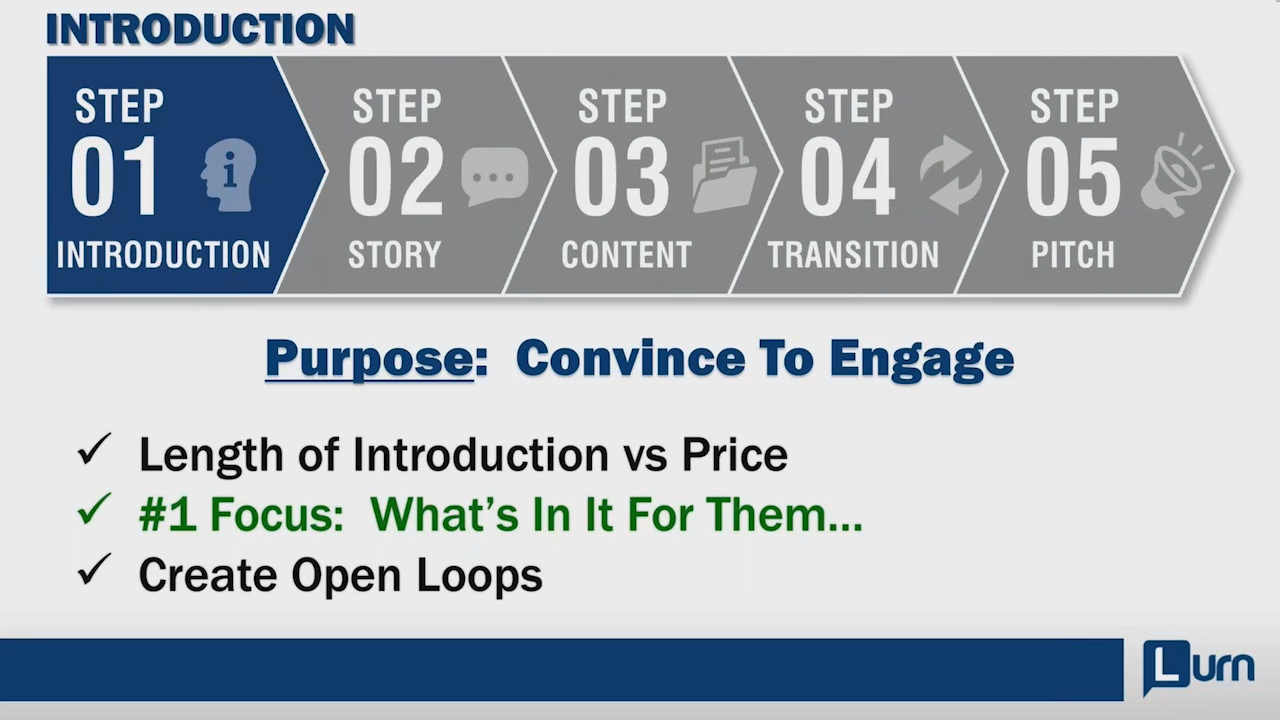 INTRODUCTION
STEP
01
INTRODUCTION
STEP
02
STORY
STEP
03
CONTENT
STEP
04
TRANSITION
STEP
05
PITCH
Purpose: Convince To Engage
✓ Length of Introduction vs Price
✓ #1 Focus: What's In It For Them...
✓ Create Open Loops
Lurn